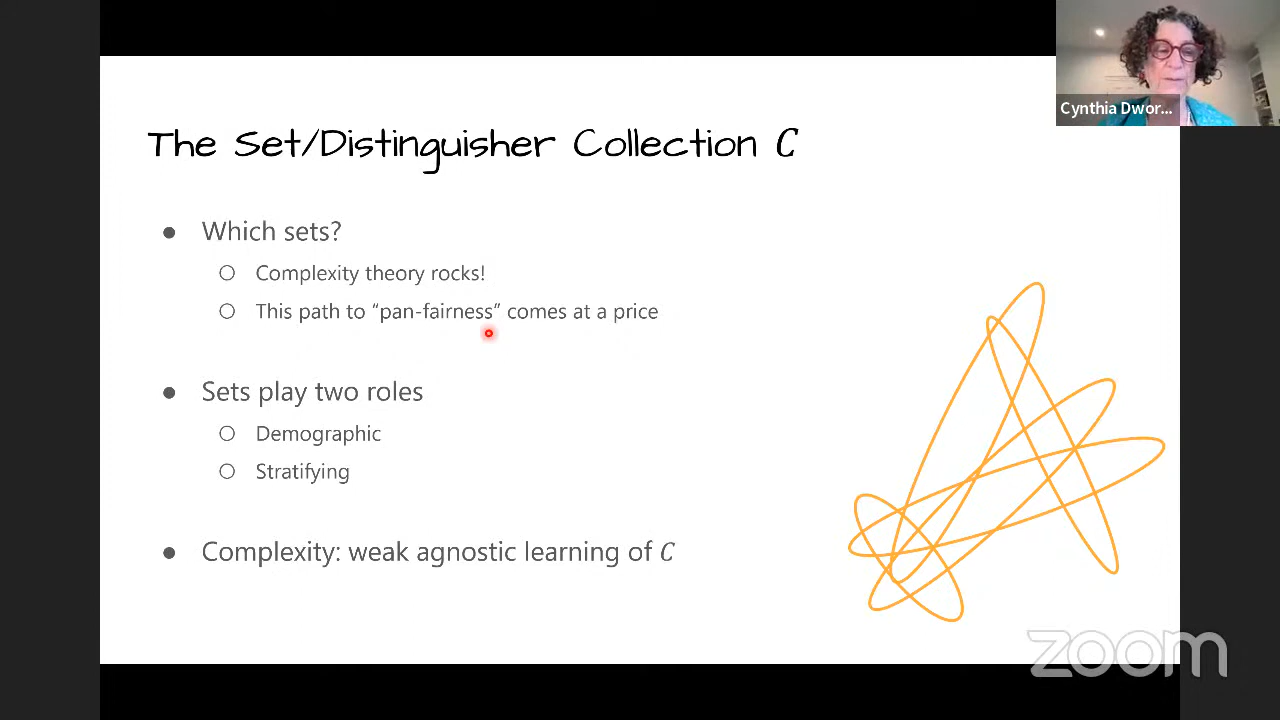 Cynthia Dwor...
The Set/Distinguisher Collection C
● Which sets?
○ Complexity theory rocks!
○ This path to “pan-fairness” comes at a price
● Sets play two roles
○ Demographic
○ Stratifying
● Complexity: weak agnostic learning of C
zoom